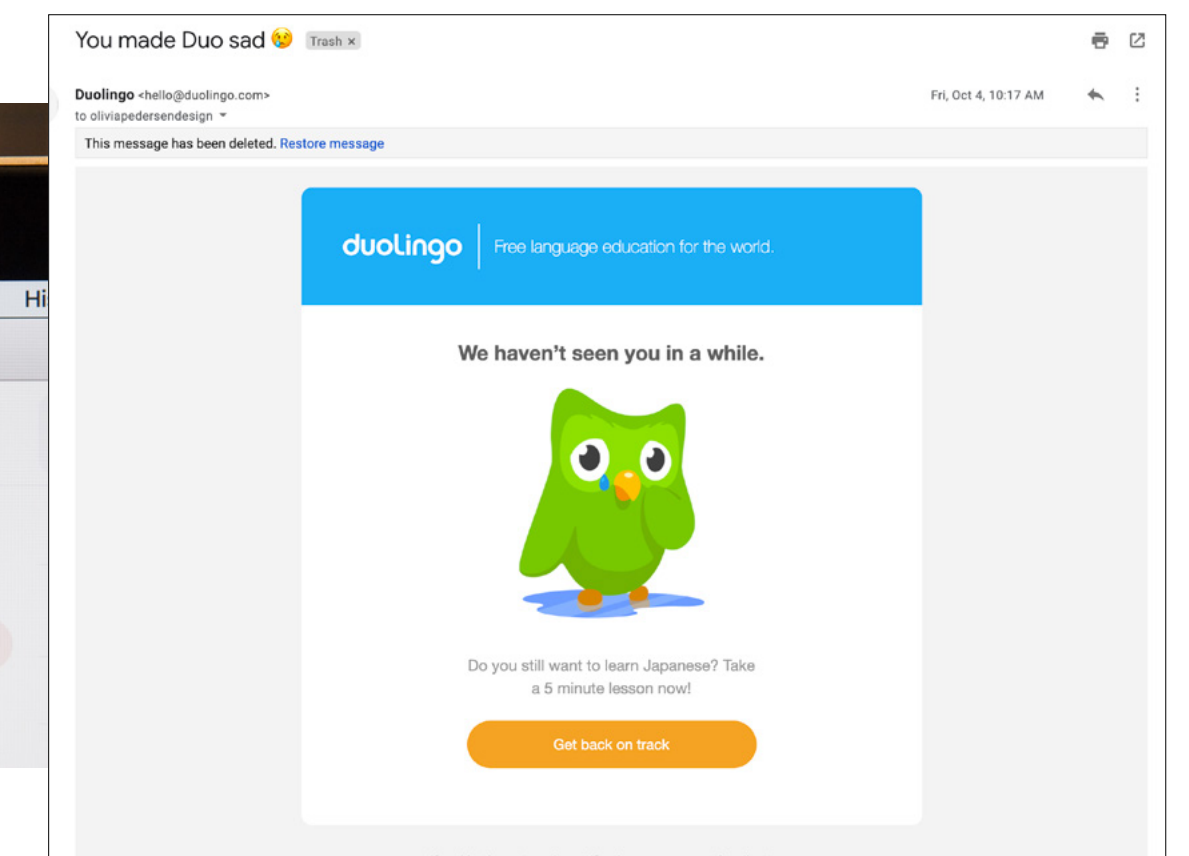 You made Duo sad 😢 Trash ×
Duolingo <hello@duolingo.com> Fri, Oct 4, 10:17 AM
to oliviapedersendesign
This message has been deleted. Restore message
duolingo Free language education for the world.
Hi
We haven’t seen you in a while.
Do you still want to learn Japanese? Take
a 5 minute lesson now!
Get back on track